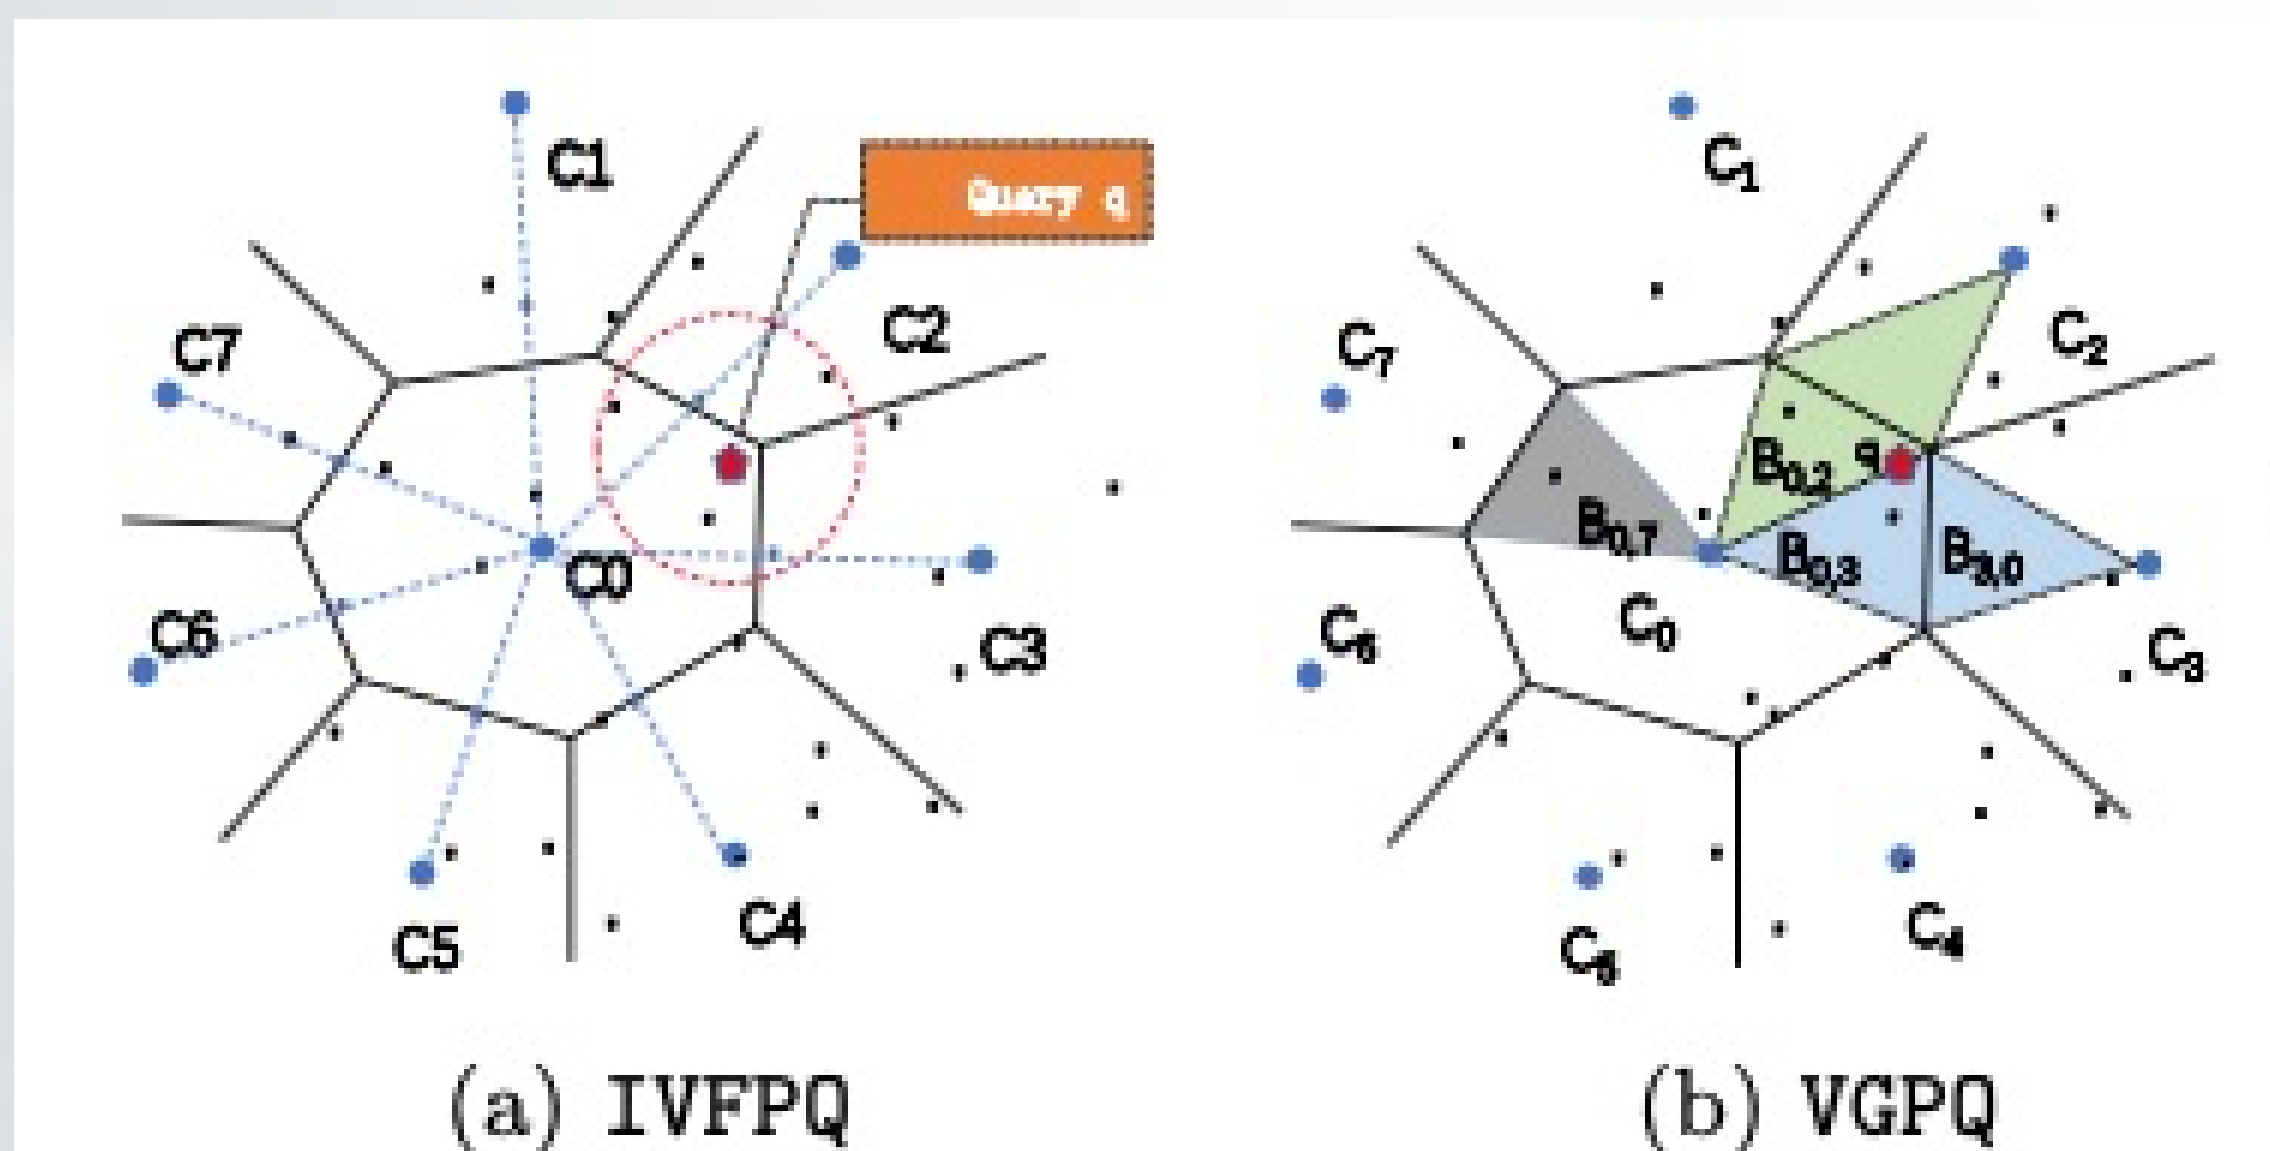 C1
Query q
C7
C2
C0
C6
C3
C5
C4
(a) IVFPQ
C1
C7
C2
B0,2 q
B0,7
B0,3
B3,0
C0
C6
C3
C5
C4
(b) VGPQ